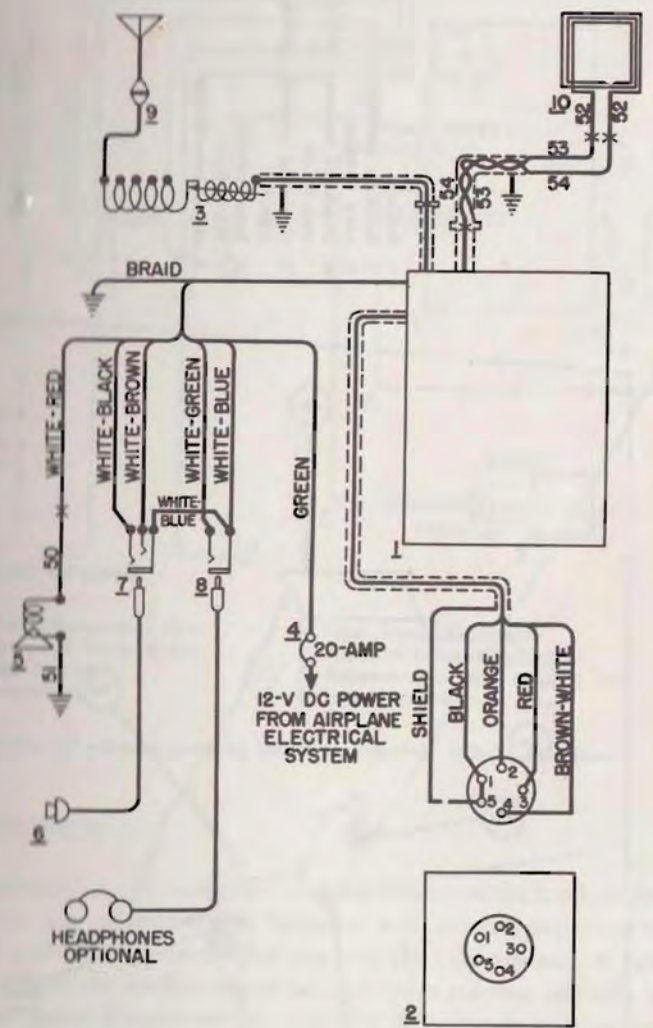 9
10
52
52
53
54
54
53
3
BRAID
WHITE-RED
WHITE-BLACK
WHITE-BROWN
WHITE-GREEN
WHITE-BLUE
GREEN
WHITE-
BLUE
1
50
51
7
8
4
20-AMP
12-V DC POWER
FROM AIRPLANE
ELECTRICAL
SYSTEM
SHIELD
BLACK
ORANGE
RED
BROWN-WHITE
1
2
3
4
5
6
HEADPHONES
OPTIONAL
1
2
3
5
4
2